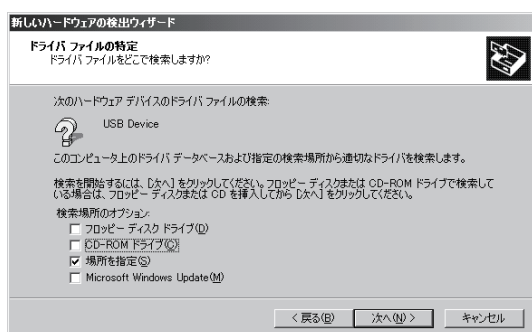 新しいハードウェアの検出ウィザード
ドライバ ファイルの特定
ドライバ ファイルをどこで検索しますか?
次のハードウェア デバイスのドライバ ファイルの検索:
USB Device
このコンピュータ上のドライバ データベースおよび指定の検索場所から適切なドライバを検索します。
検索を開始するには、[次へ] をクリックしてください。フロッピー ディスクまたは CD-ROM ドライブで検索して
いる場合は、フロッピー ディスクまたは CD を挿入してから [次へ] をクリックしてください。
検索場所のオプション:
フロッピー ディスク ドライブ(D)
CD-ROM ドライブ(C)
場所を指定(S)
Microsoft Windows Update(M)
< 戻る(B)
次へ(N) >
キャンセル